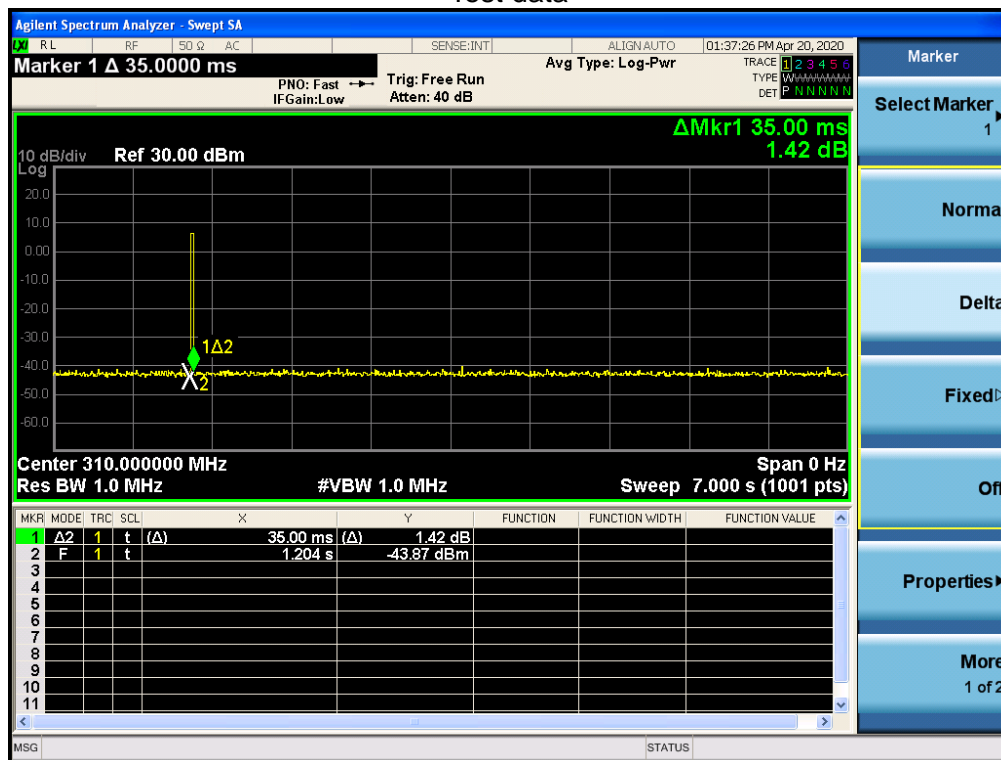 Test data
Agilent Spectrum Analyzer - Swept SA
LXI RL RF 50 Ω AC SENSE:INT ALIGN AUTO 01:37:26 PM Apr 20, 2020
Marker 1 Δ 35.0000 ms
PNO: Fast
IFGain:Low
Trig: Free Run
Atten: 40 dB
Avg Type: Log-Pwr
TRACE 1 2 3 4 5 6
TYPE WWWWWWW
DET P N N N N N
ΔMkr1 35.00 ms
1.42 dB
10 dB/div Ref 30.00 dBm
Log
20.0
10.0
0.00
-10.0
-20.0
-30.0
-40.0
-50.0
-60.0
1Δ2
X2
Center 310.000000 MHz Span 0 Hz
Res BW 1.0 MHz #VBW 1.0 MHz Sweep 7.000 s (1001 pts)
MKR MODE TRC SCL X Y FUNCTION FUNCTION WIDTH FUNCTION VALUE
1 Δ2 1 t (Δ) 35.00 ms (Δ) 1.42 dB
2 F 1 t 1.204 s -43.87 dBm
3
4
5
6
7
8
9
10
11
MSG STATUS
Marker
Select Marker
1
Norma
Delta
Fixed
Off
Properties
More
1 of 2